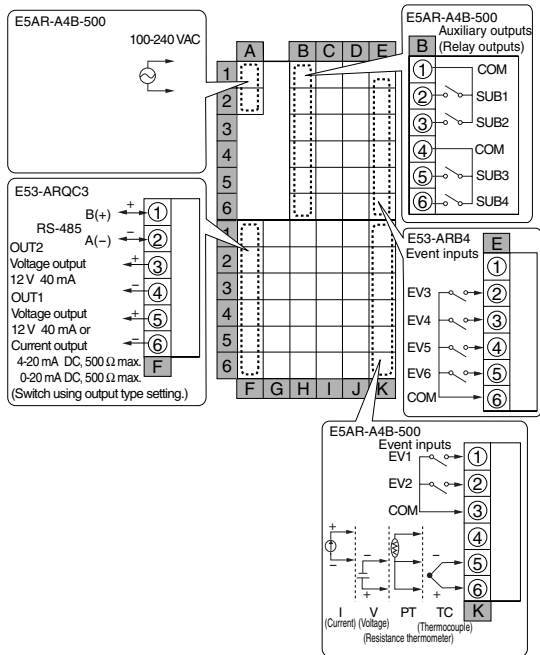 E5AR-A4B-500
100-240 VAC
A B C D E
1
2
3
4
5
6
1
2
3
4
5
6
F G H I J K
E5AR-A4B-500
Auxiliary outputs
(Relay outputs)
B
1 COM
2 SUB1
3 SUB2
4 COM
5 SUB3
6 SUB4
E53-ARQC3
RS-485
B(+) + 1
A(−) − 2
OUT2
Voltage output
12 V 40 mA
+ 3
− 4
OUT1
Voltage output
12 V 40 mA or
Current output
4-20 mA DC, 500 Ω max.
0-20 mA DC, 500 Ω max.
(Switch using output type setting.)
+ 5
− 6
F
E53-ARB4
Event inputs
E
1
EV3 2
EV4 3
EV5 4
EV6 5
COM 6
E5AR-A4B-500
Event inputs
EV1 1
EV2 2
COM 3
4
5
6
K
+
−
−
+
−
+
I V PT TC
(Current) (Voltage) (Thermocouple)
(Resistance thermometer)